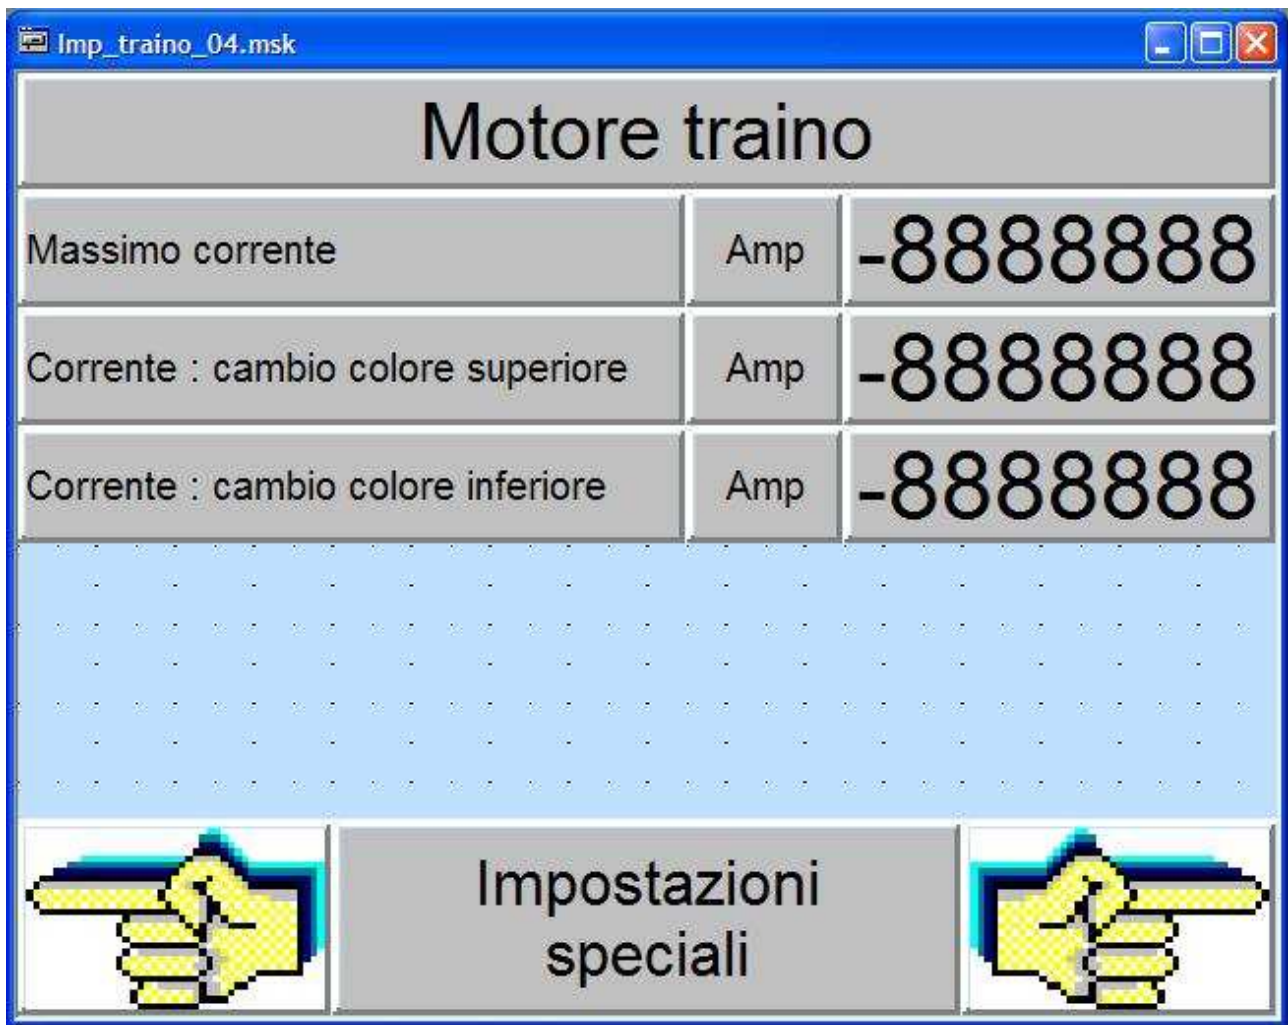 Imp_traino_04.msk
Motore traino
Massimo corrente Amp -8888888
Corrente : cambio colore superiore Amp -8888888
Corrente : cambio colore inferiore Amp -8888888
Impostazioni
speciali